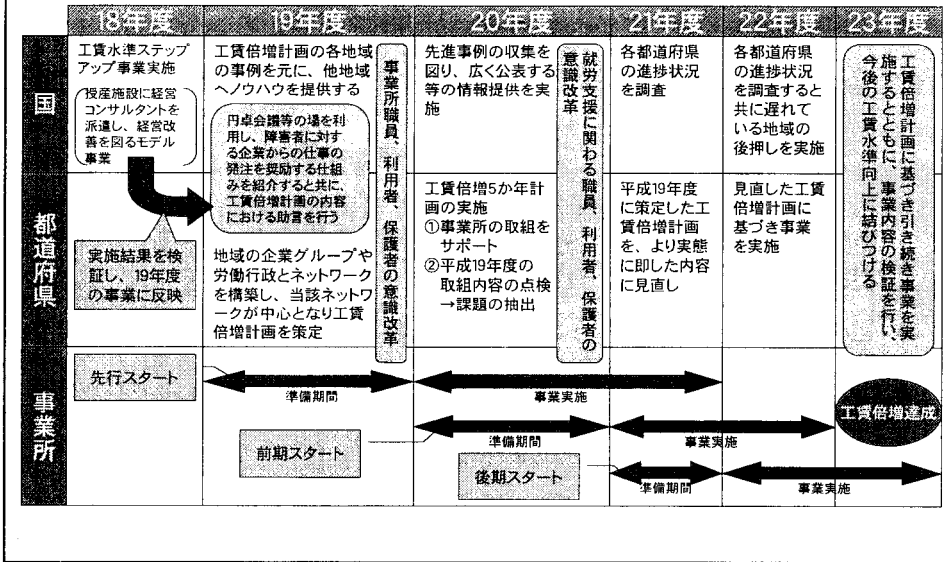 18年度
19年度
20年度
21年度
22年度
23年度
国
工賃水準ステップ
アップ事業実施
授産施設に経営
コンサルタントを
派遣し、経営改
善を図るモデル
事業
工賃倍増計画の各地域
の事例を元に、他地域
へノウハウを提供する
円卓会議等の場を利
用し、障害者に対す
る企業からの仕事の
発注を奨励する仕組
みを紹介すると共に、
工賃倍増計画の内容
における助言を行う
事業所職員、利用者、保護者の意識改革
先進事例の収集を
図り、広く公表する
等の情報提供を実
施
就労支援に関わる職員、利用者、保護者の
意識改革
各都道府県
の進捗状況
を調査
各都道府県
の進捗状況
を調査すると
共に遅れて
いる地域の
後押しを実施
工賃倍増計画に基づき引き続き事業を実
施するとともに、事業内容の検証を行い、
今後の工賃水準向上に結びつける
都道府県
実施結果を検
証し、19年度
の事業に反映
地域の企業グループや
労働行政とネットワーク
を構築し、当該ネットワ
ークが中心となり工賃
倍増計画を策定
工賃倍増5か年計
画の実施
①事業所の取組を
サポート
②平成19年度の
取組内容の点検
→課題の抽出
平成19年度
に策定した工
賃倍増計画
を、より実態
に即した内容
に見直し
見直した工賃
倍増計画に
基づき事業
を実施
事業所
先行スタート
準備期間
事業実施
工賃倍増達成
前期スタート
準備期間
事業実施
後期スタート
準備期間
事業実施